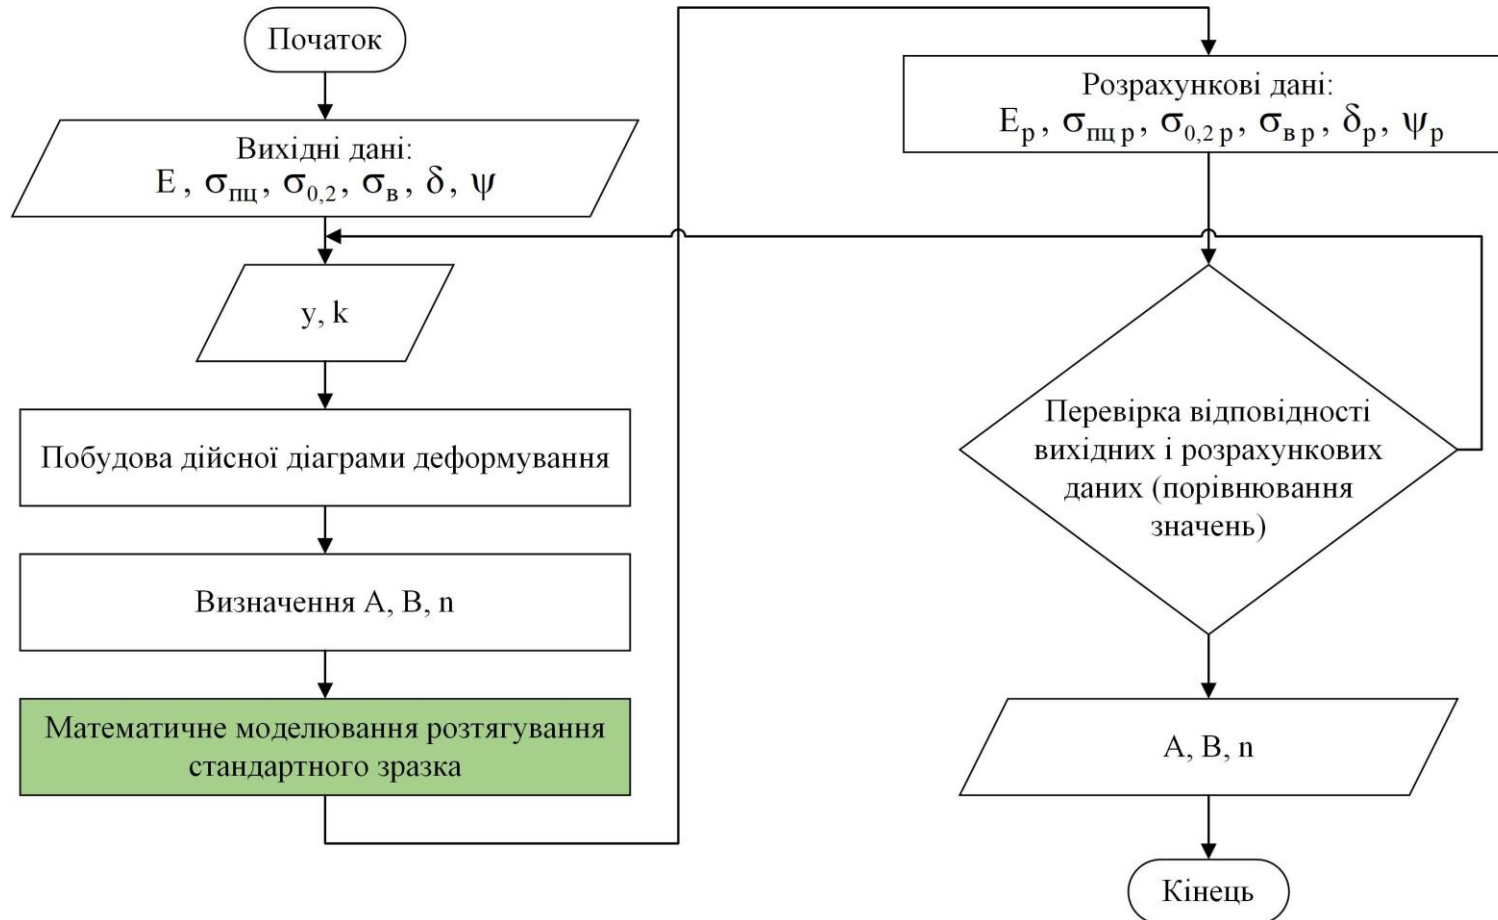 Початок
Вихідні дані:
E , σпц , σ0,2 , σв , δ, ψ
y, k
Побудова дійсної діаграми деформування
Визначення A, B, n
Математичне моделювання розтягування
стандартного зразка
Розрахункові дані:
Eр , σпц р , σ0,2 р , σв р , δр , ψр
Перевірка відповідності
вихідних і розрахункових
даних (порівнювання
значень)
A, B, n
Кінець